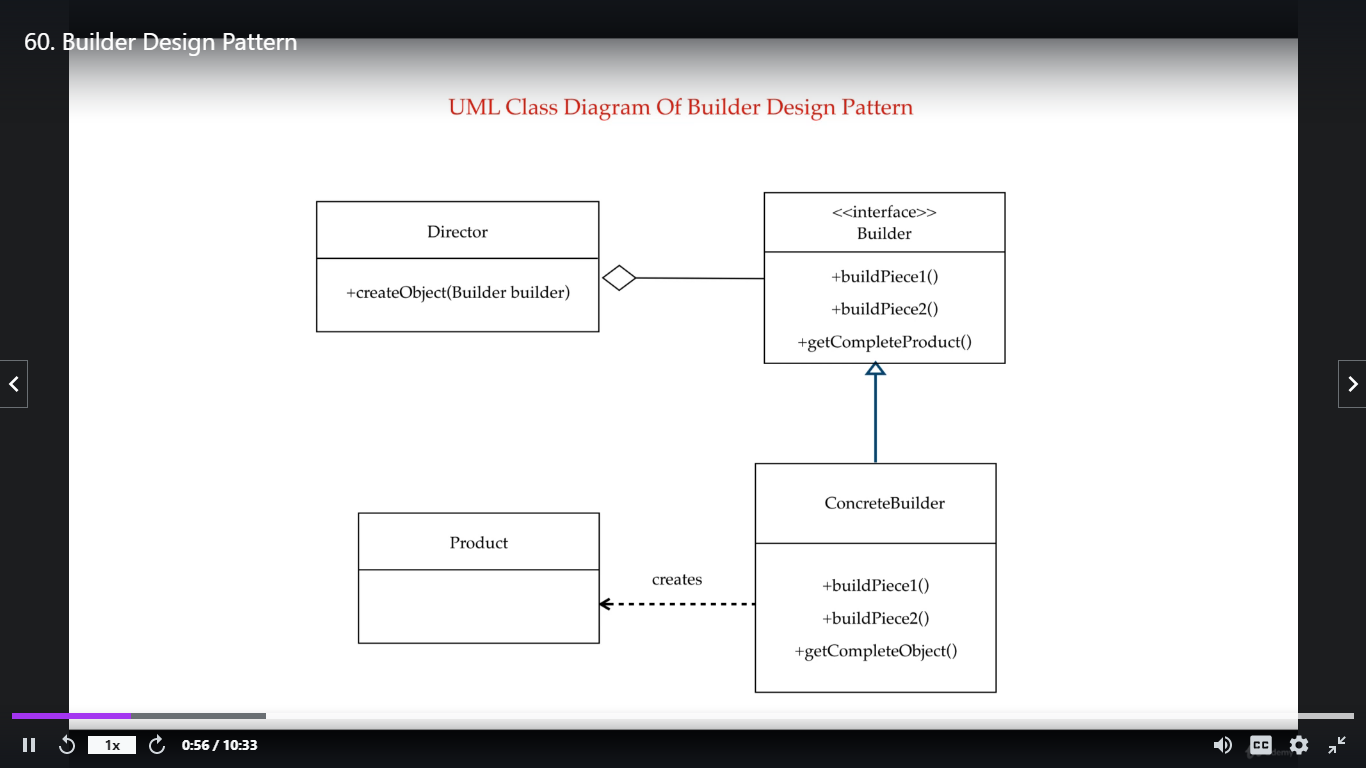 60. Builder Design Pattern
UML Class Diagram Of Builder Design Pattern
Director
+createObject(Builder builder)
<<interface>>
Builder
+buildPiece1()
+buildPiece2()
+getCompleteProduct()
Product
creates
ConcreteBuilder
+buildPiece1()
+buildPiece2()
+getCompleteObject()
1x
0:56 / 10:33
CC